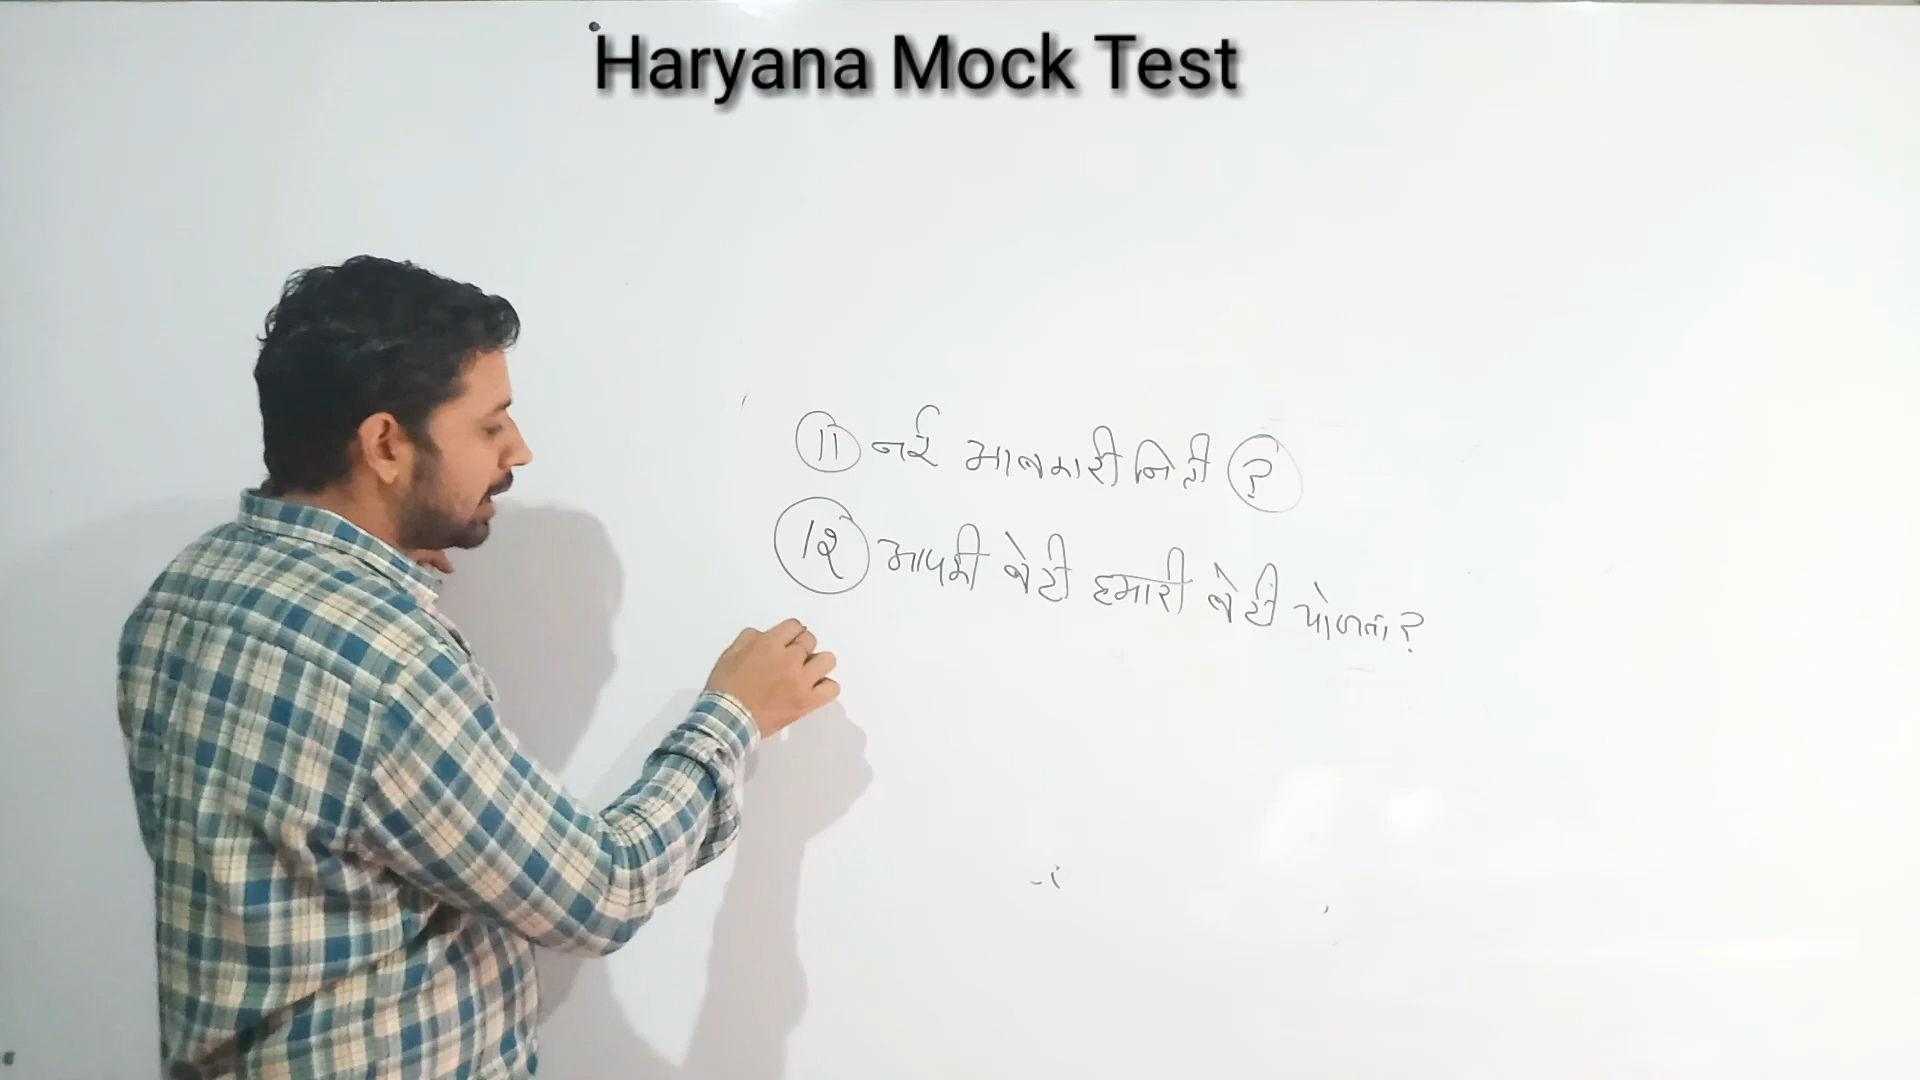 Haryana Mock Test
11 नई आबकारी निती ?
12 आपकी बेटी हमारी बेटी योजना ?